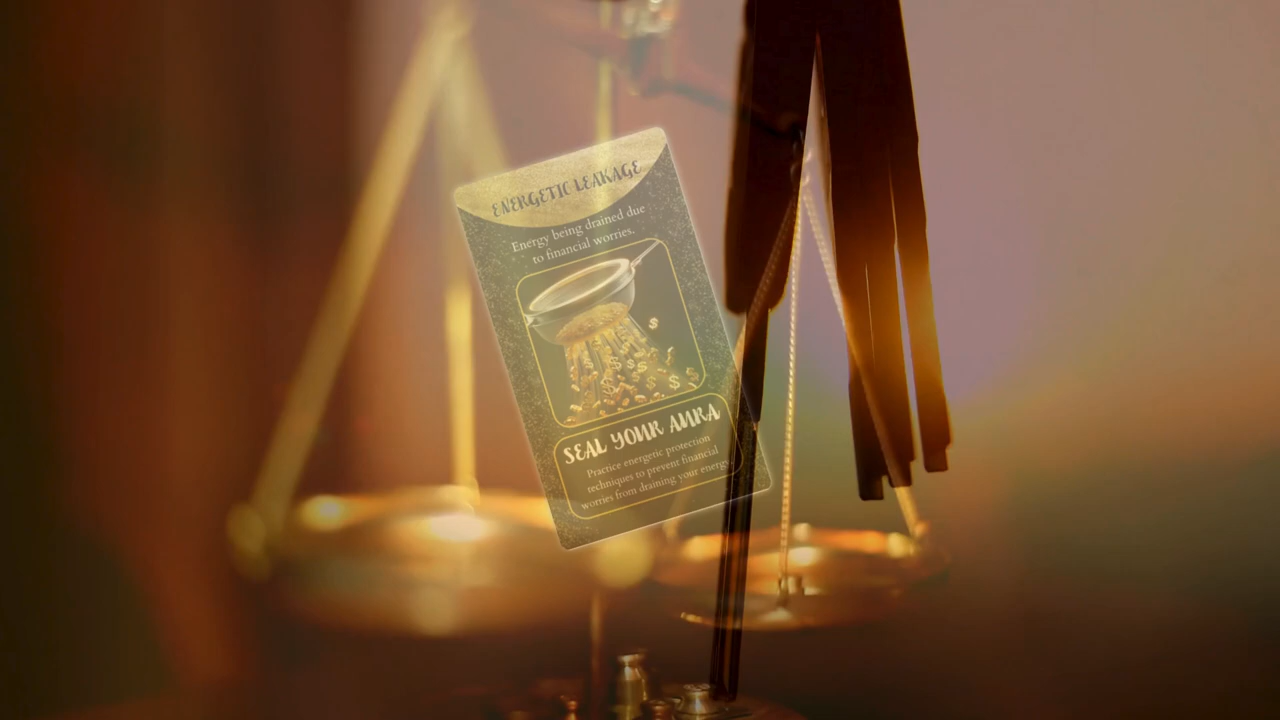 ENERGETIC LEAKAGE
Energy being drained due
to financial worries.
SEAL YOUR AURA
Practice energetic protection
techniques to prevent financial
worries from draining your energy.